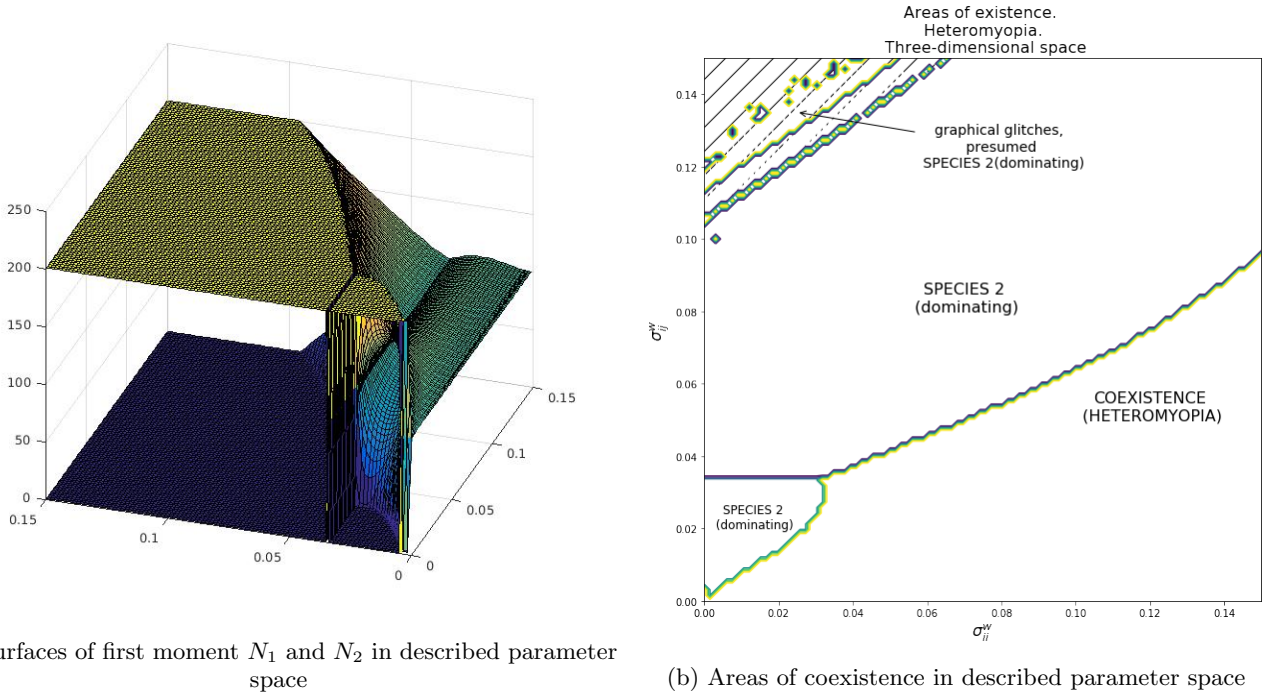 250
200
150
100
50
0
0.15
0.1
0.05
0
0
0.05
0.1
0.15
surfaces of first moment N₁ and N₂ in described parameter
space
Areas of existence.
Heteromyopia.
Three-dimensional space
0.14
0.12
0.10
0.08
0.06
0.04
0.02
0.00
σᵢⱼʷ
graphical glitches,
presumed
SPECIES 2(dominating)
SPECIES 2
(dominating)
COEXISTENCE
(HETEROMYOPIA)
SPECIES 2
(dominating)
0.00
0.02
0.04
0.06
0.08
0.10
0.12
0.14
σᵢᵢʷ
(b) Areas of coexistence in described parameter space